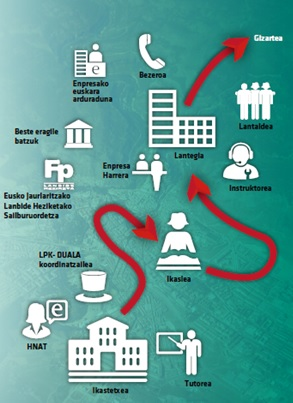 Gizartea
Bezeroa
Enpresako
euskara
arduraduna
Lantaldea
Beste eragile
batzuk
Lantegia
Enpresa
Harrera
Fp
Instruktorea
Eusko Jaurlaritzako
Lanbide Heziketako
Sailburuordetza
LPK- DUALA
koordinatzailea
Ikaslea
e
HNAT
Ikastetxea
Tutorea